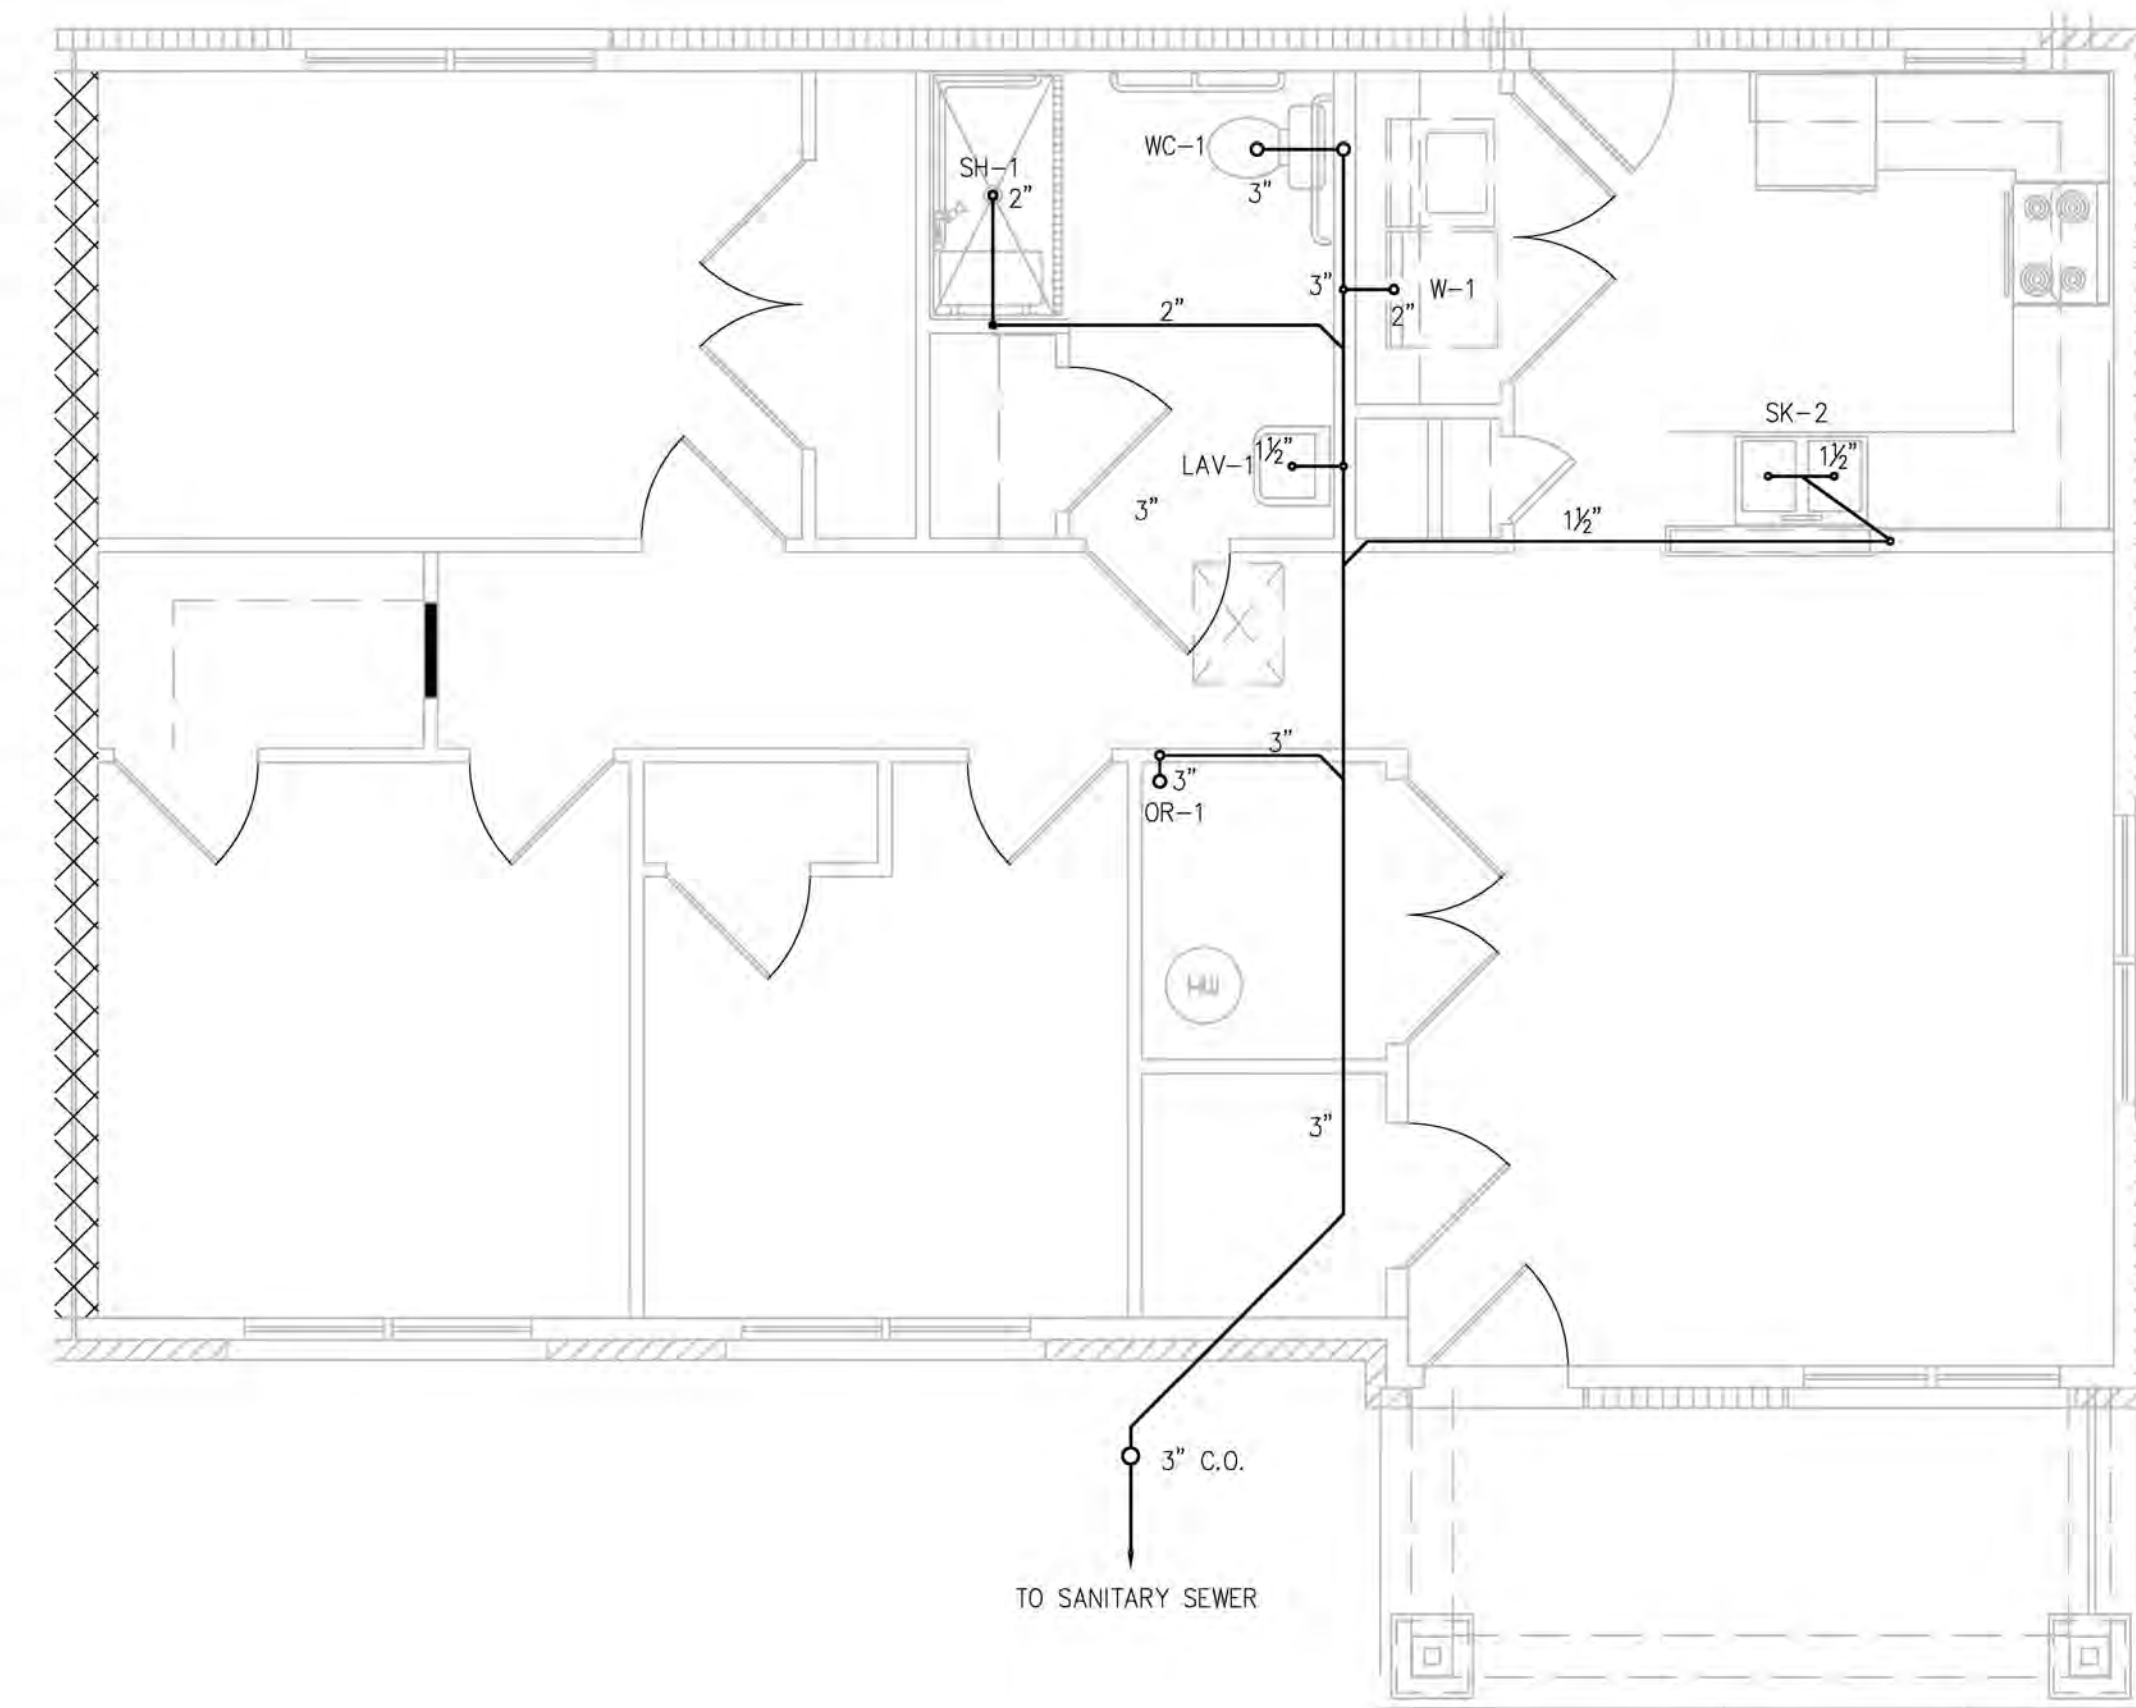 WC-1
SH-1
2"
3"
3"
W-1
2"
2"
SK-2
1½"
1½"
LAV-1
3"
1½"
3"
3"
OR-1
HW
3"
3" C.O.
TO SANITARY SEWER